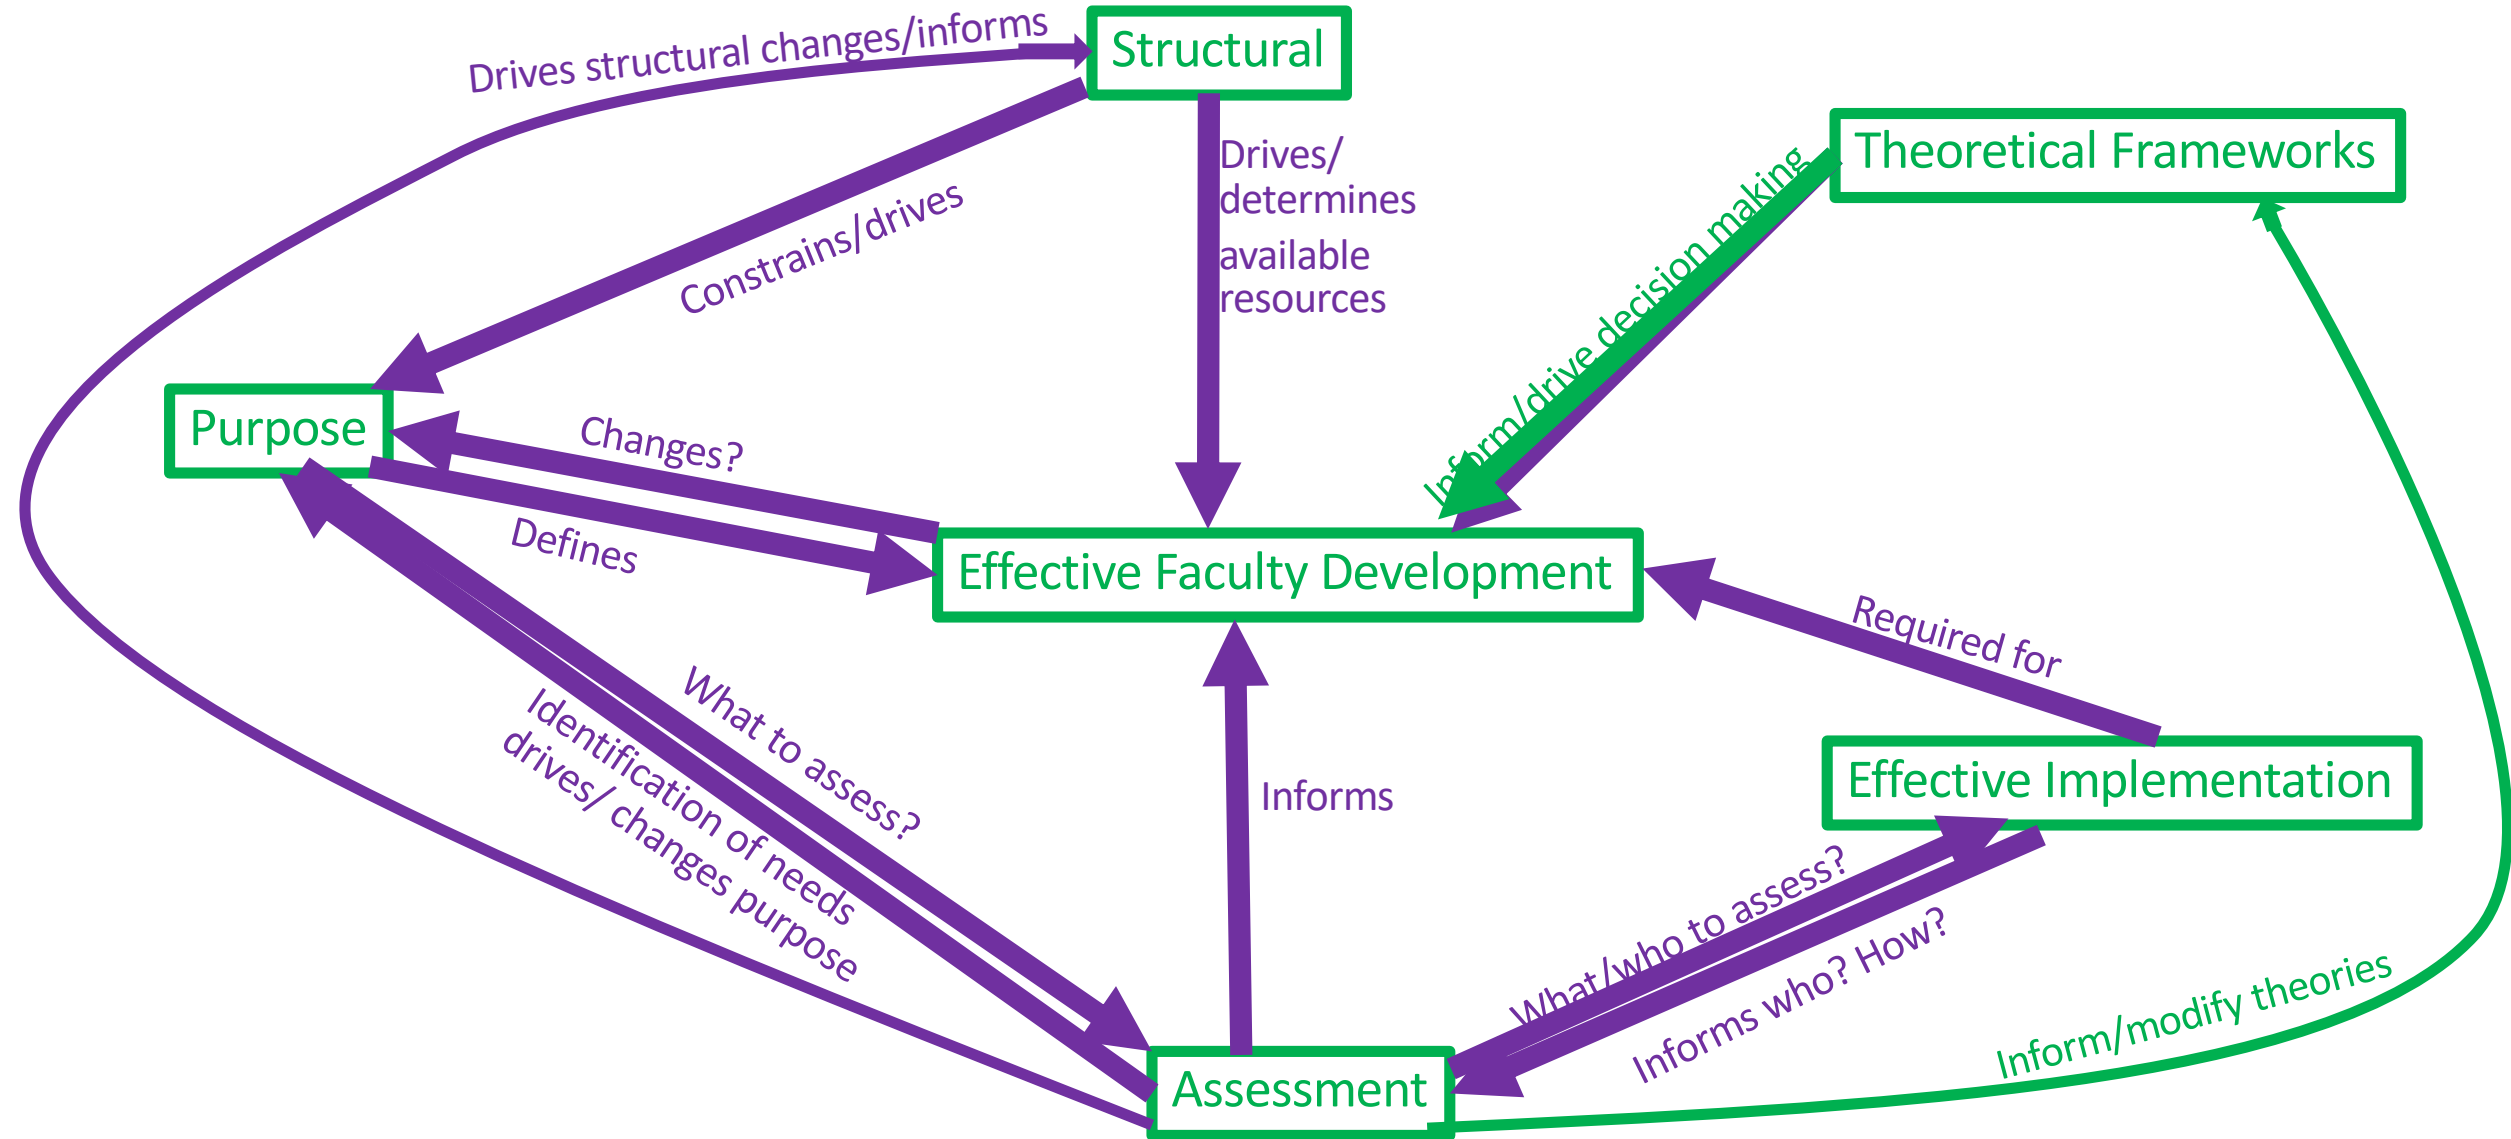 Drives structural changes/informs
Structural
Theoretical Frameworks
Drives/
determines
available
resources
Constrains/drives
Inform/drive decision making
Purpose
Changes?
Defines
Effective Faculty Development
Required for
What to assess?
Identification of needs
drives/ changes purpose
Informs
Effective Implementation
What/who to assess?
Informs who? How?
Inform/modify theories
Assessment